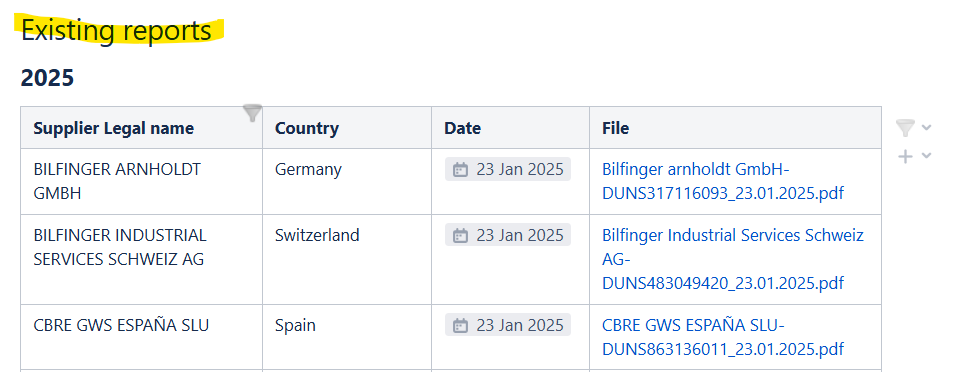 Existing reports
2025
Supplier Legal name Country Date File
BILFINGER ARNHOLDT Germany 23 Jan 2025 Bilfinger arnholdt GmbH-
GMBH DUNS317116093_23.01.2025.pdf
BILFINGER INDUSTRIAL Switzerland 23 Jan 2025 Bilfinger Industrial Services Schweiz
SERVICES SCHWEIZ AG AG-
DUNS483049420_23.01.2025.pdf
CBRE GWS ESPAÑA SLU Spain 23 Jan 2025 CBRE GWS ESPAÑA SLU-
DUNS863136011_23.01.2025.pdf